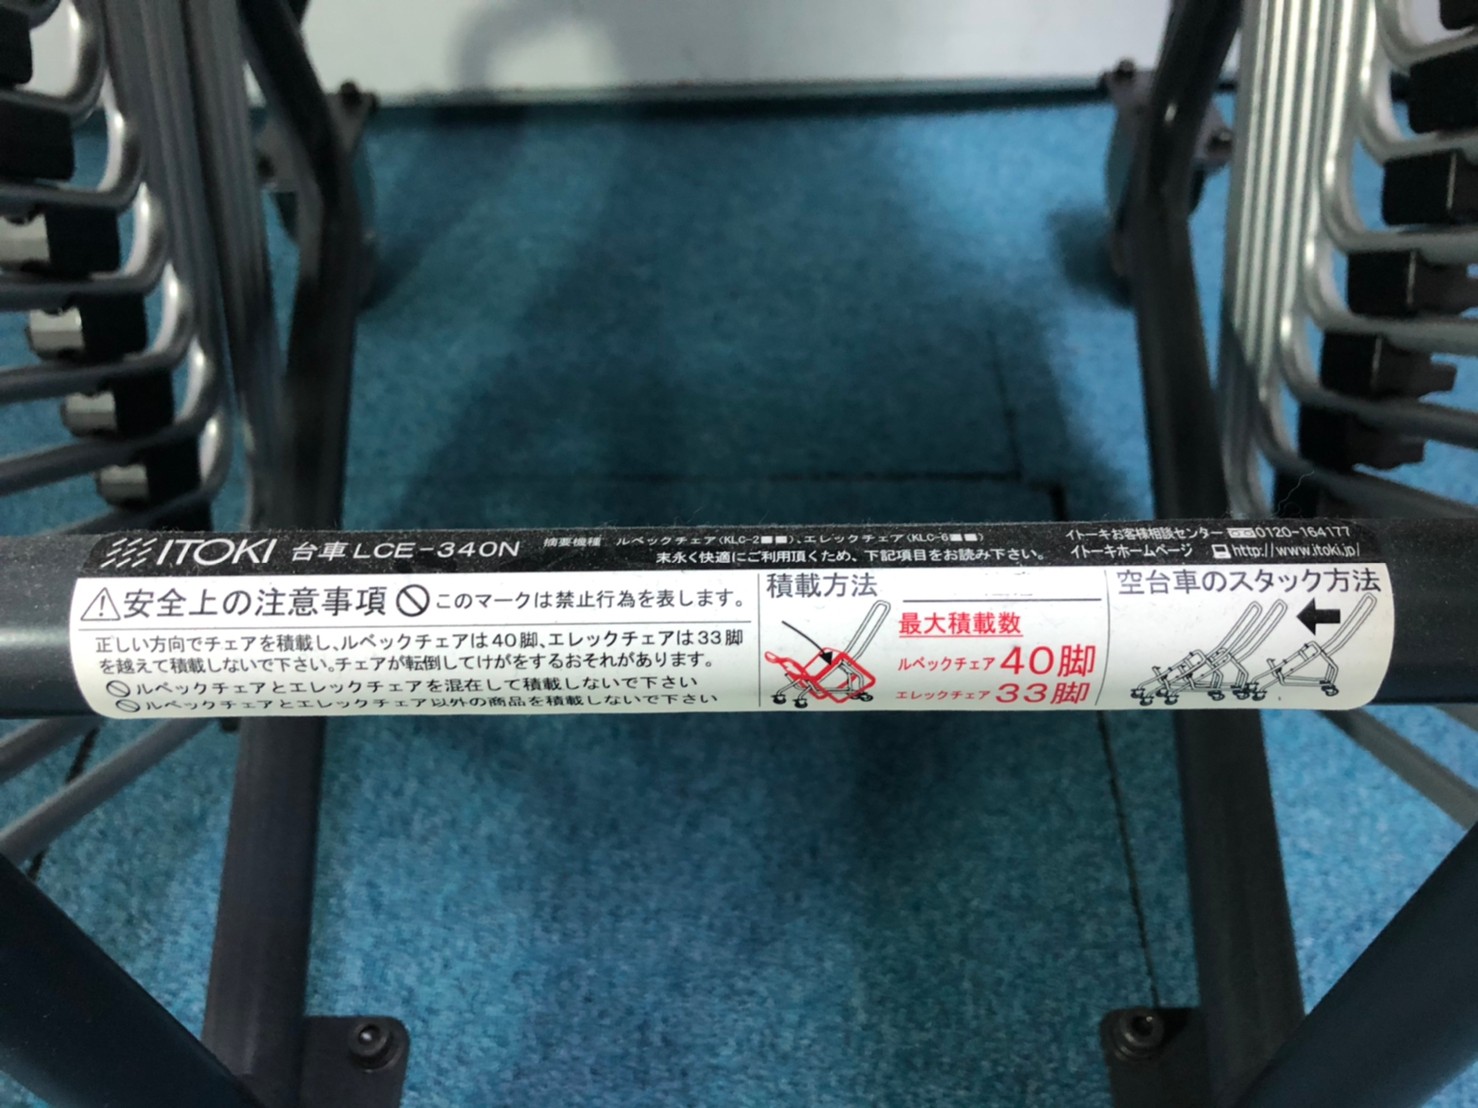 ITOKI 台車 LCE-340N
摘要機種 ルベックチェア(KLC-2■■)、エレックチェア(KLC-6■■)
末永く快適にご利用頂くため、下記項目をお読み下さい。
イトーキお客様相談センター 0120-164177
イトーキホームページ http://www.itoki.jp/
安全上の注意事項 このマークは禁止行為を表します。
正しい方向でチェアを積載し、ルベックチェアは40脚、エレックチェアは33脚
を越えて積載しないで下さい。チェアが転倒してけがをするおそれがあります。
ルベックチェアとエレックチェアを混在して積載しないで下さい
ルベックチェアとエレックチェア以外の商品を積載しないで下さい
積載方法
最大積載数
ルベックチェア 40脚
エレックチェア 33脚
空台車のスタック方法